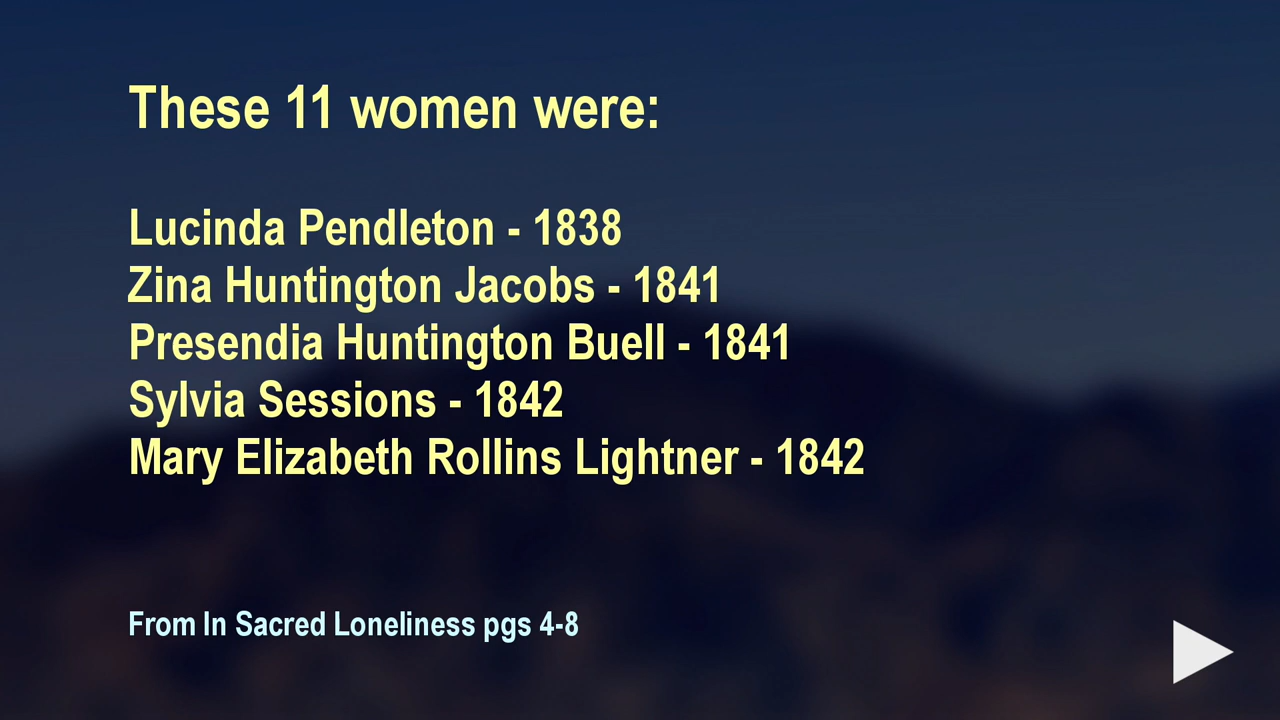 These 11 women were:
Lucinda Pendleton - 1838
Zina Huntington Jacobs - 1841
Presendia Huntington Buell - 1841
Sylvia Sessions - 1842
Mary Elizabeth Rollins Lightner - 1842
From In Sacred Loneliness pgs 4-8